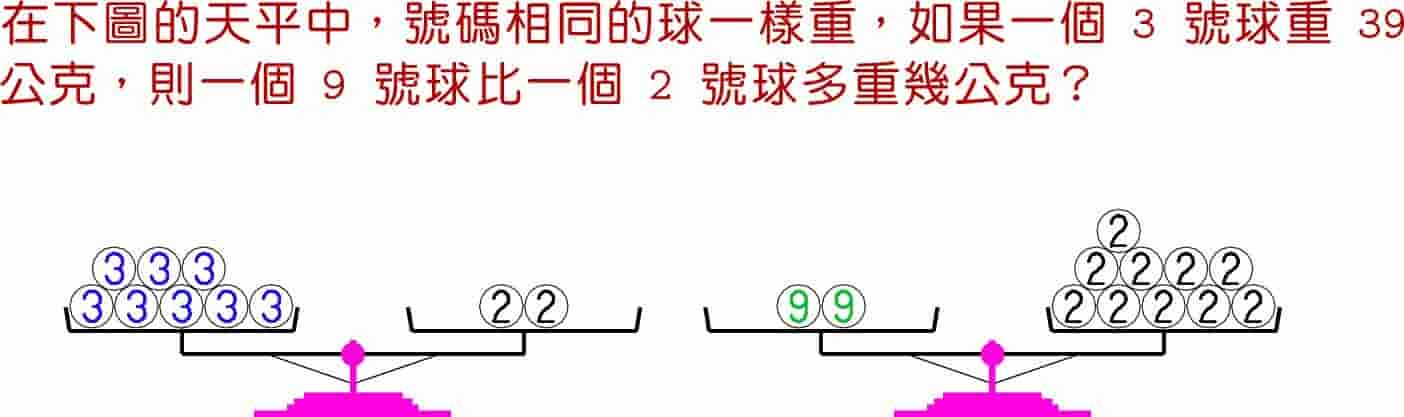 在下圖的天平中，號碼相同的球一樣重，如果一個 3 號球重 39
公克，則一個 9 號球比一個 2 號球多重幾公克？
2
3 3 3 2 2 2 2
3 3 3 3 3 2 2 9 9 2 2 2 2 2